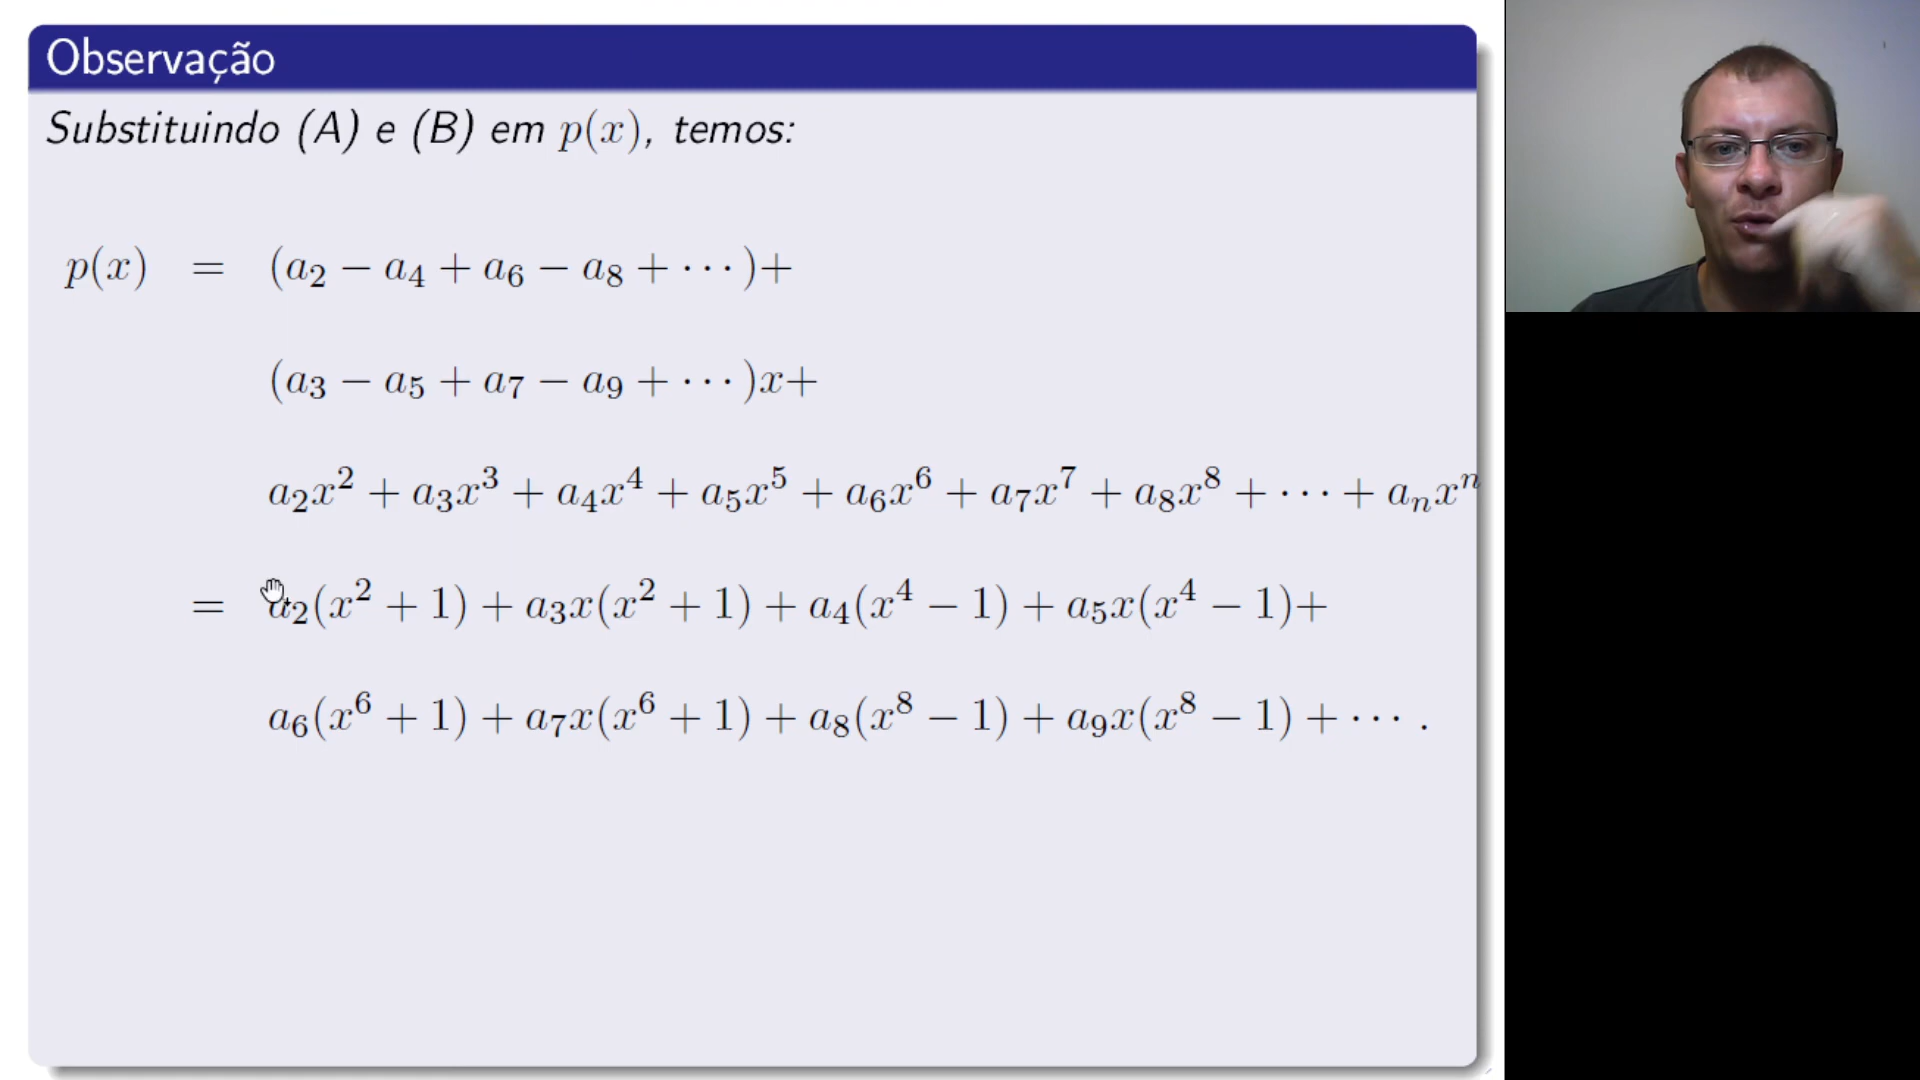 Observação
Substituindo (A) e (B) em p(x), temos:
p(x) = (a₂ − a₄ + a₆ − a₈ + ⋯)+
(a₃ − a₅ + a₇ − a₉ + ⋯)x+
a₂x² + a₃x³ + a₄x⁴ + a₅x⁵ + a₆x⁶ + a₇x⁷ + a₈x⁸ + ⋯ + aₙxⁿ
= a₂(x² + 1) + a₃x(x² + 1) + a₄(x⁴ − 1) + a₅x(x⁴ − 1)+
a₆(x⁶ + 1) + a₇x(x⁶ + 1) + a₈(x⁸ − 1) + a₉x(x⁸ − 1) + ⋯ .